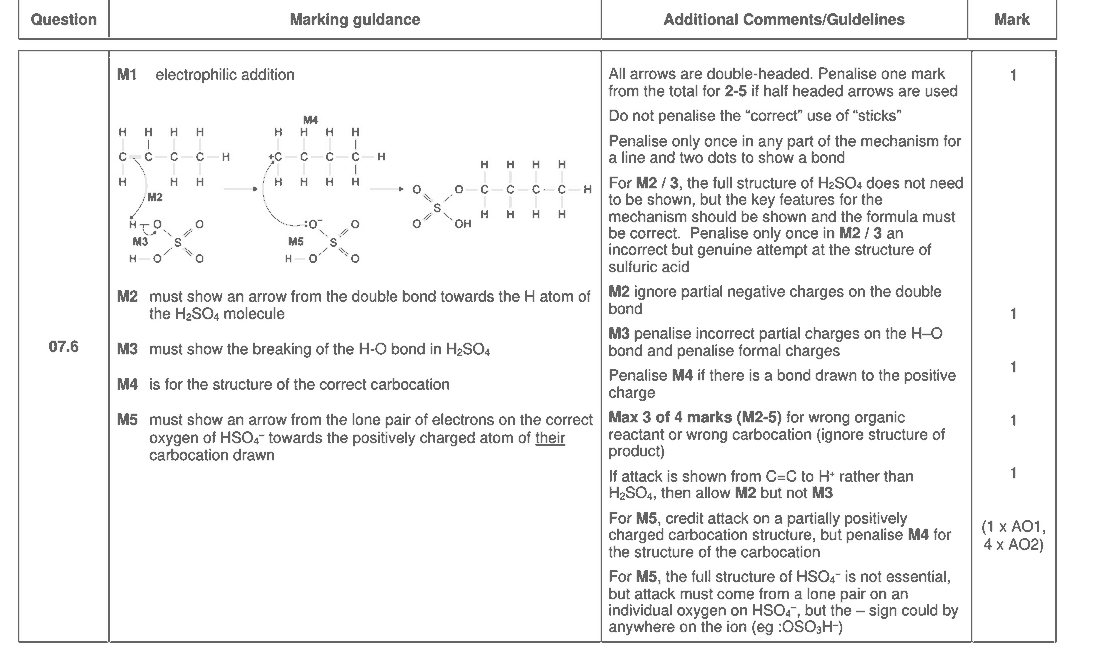 Question Marking guidance Additional Comments/Guidelines Mark
07.6
M1 electrophilic addition
M4
H H H H
C C C C H
H H H
M2
H O O
M3 S
H O O
H H H H
+C C C C H
H H H H
:O⁻ O
M5 S
H O O
H H H H
O O C C C C H
S H H H H
O OH
M2 must show an arrow from the double bond towards the H atom of
the H₂SO₄ molecule
M3 must show the breaking of the H-O bond in H₂SO₄
M4 is for the structure of the correct carbocation
M5 must show an arrow from the lone pair of electrons on the correct
oxygen of HSO₄⁻ towards the positively charged atom of their
carbocation drawn
All arrows are double-headed. Penalise one mark
from the total for 2-5 if half headed arrows are used
Do not penalise the “correct” use of “sticks”
Penalise only once in any part of the mechanism for
a line and two dots to show a bond
For M2 / 3, the full structure of H₂SO₄ does not need
to be shown, but the key features for the
mechanism should be shown and the formula must
be correct. Penalise only once in M2 / 3 an
incorrect but genuine attempt at the structure of
sulfuric acid
M2 ignore partial negative charges on the double
bond
M3 penalise incorrect partial charges on the H–O
bond and penalise formal charges
Penalise M4 if there is a bond drawn to the positive
charge
Max 3 of 4 marks (M2-5) for wrong organic
reactant or wrong carbocation (ignore structure of
product)
If attack is shown from C=C to H⁺ rather than
H₂SO₄, then allow M2 but not M3
For M5, credit attack on a partially positively
charged carbocation structure, but penalise M4 for
the structure of the carbocation
For M5, the full structure of HSO₄⁻ is not essential,
but attack must come from a lone pair on an
individual oxygen on HSO₄⁻, but the – sign could by
anywhere on the ion (eg :OSO₃H⁻)
1
1
1
1
1
(1 x AO1,
4 x AO2)